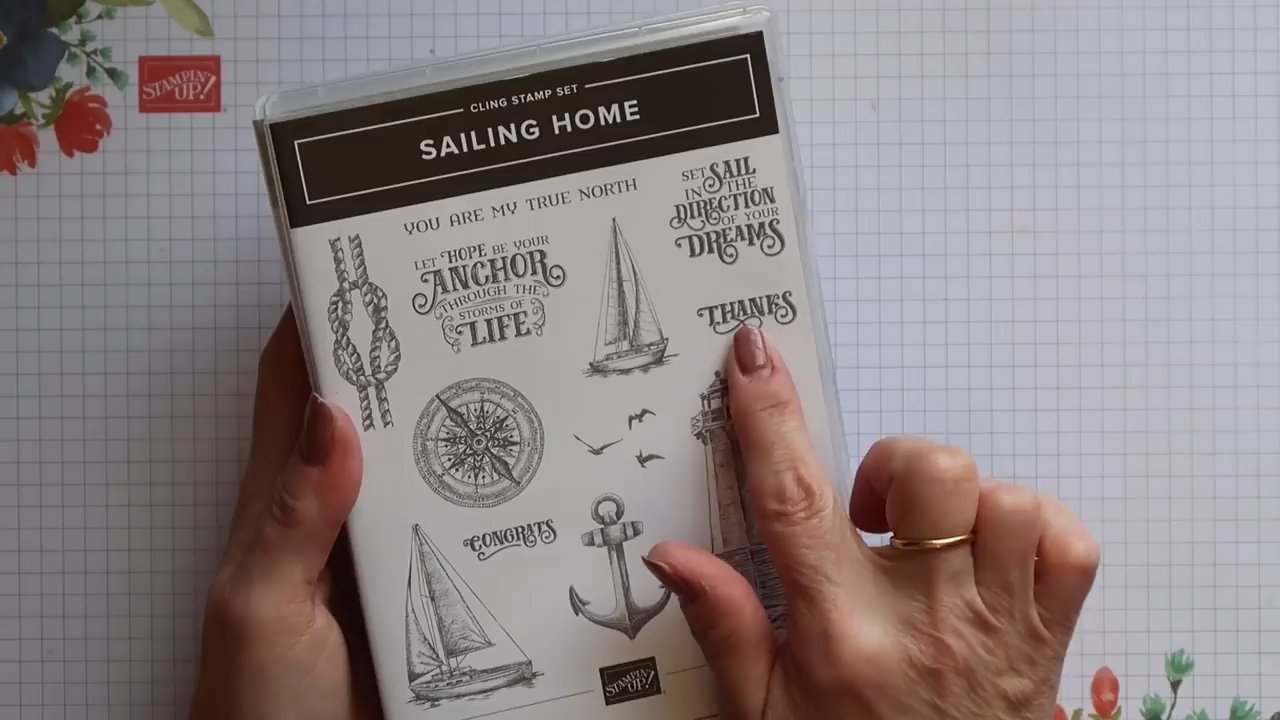 STAMPIN' UP!
CLING STAMP SET
SAILING HOME
YOU ARE MY TRUE NORTH
SET SAIL
IN THE
DIRECTION
OF YOUR
DREAMS
LET HOPE BE YOUR
ANCHOR
THROUGH THE
STORMS OF
LIFE
THANKS
CONGRATS
STAMPIN' UP!